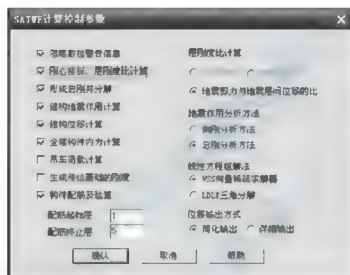 SATWE计算控制参数
忽略数检警告信息
刚心坐标、层刚度比计算
形成总刚并分解
结构地震作用计算
结构位移计算
全楼构件内力计算
吊车荷载计算
生成传给基础的刚度
构件配筋及验算
配筋起始层 1
配筋终止层 5
层刚度比计算
地震剪力与地震层间位移的比
地震作用分析方法
侧刚分析方法
总刚分析方法
线性方程组解法
VSS向量稀疏求解器
LDLT三角分解
位移输出方式
简化输出 详细输出
确认 取消 帮助